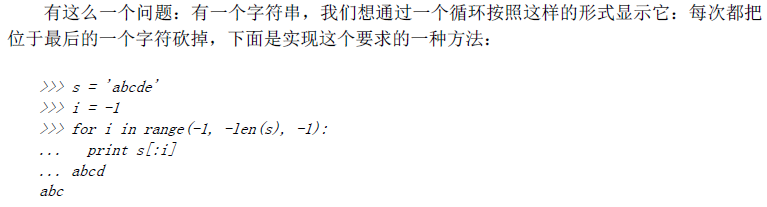 有这么一个问题：有一个字符串，我们想通过一个循环按照这样的形式显示它：每次都把
位于最后的一个字符砍掉，下面是实现这个要求的一种方法：
>>> s = 'abcde'
>>> i = -1
>>> for i in range(-1, -len(s), -1):
...   print s[:i]
... abcd
abc